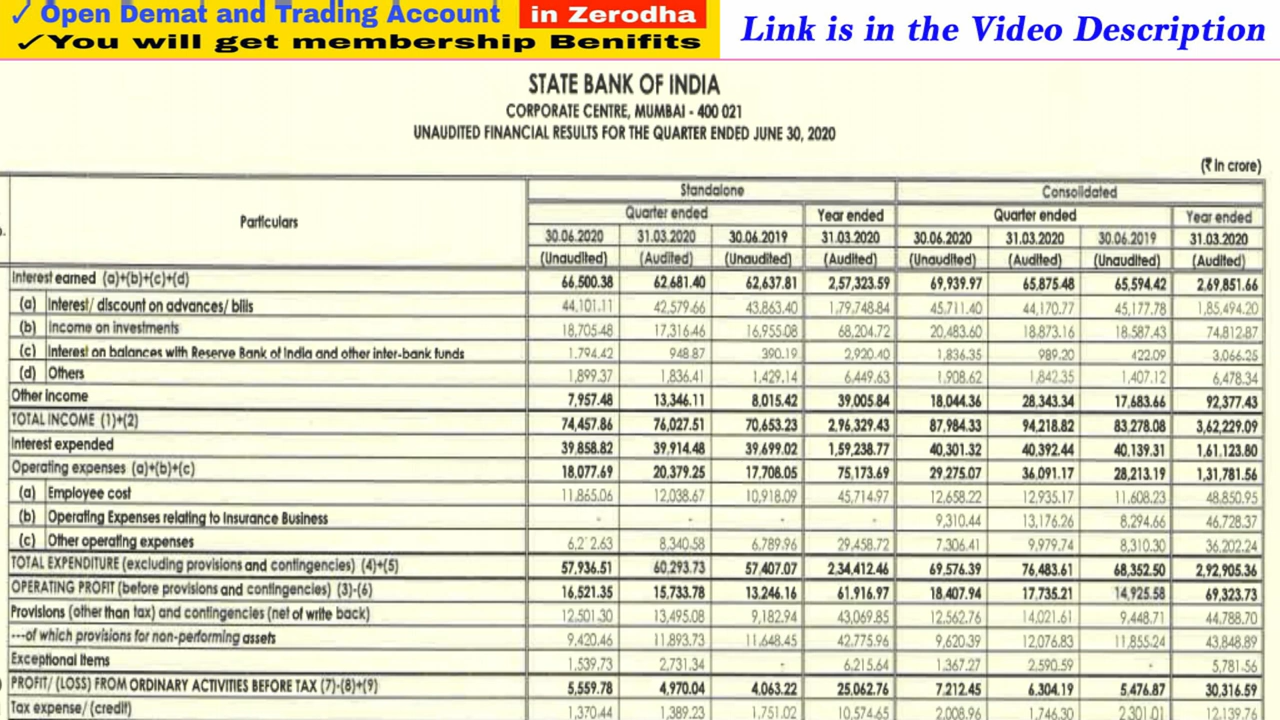 ✓ Open Demat and Trading Account in Zerodha
✓You will get membership Benifits
Link is in the Video Description
STATE BANK OF INDIA
CORPORATE CENTRE, MUMBAI - 400 021
UNAUDITED FINANCIAL RESULTS FOR THE QUARTER ENDED JUNE 30, 2020
(₹ In crore)
Particulars Standalone Consolidated
Quarter ended Year ended Quarter ended Year ended
30.06.2020 31.03.2020 30.06.2019 31.03.2020 30.06.2020 31.03.2020 30.06.2019 31.03.2020
(Unaudited) (Audited) (Unaudited) (Audited) (Unaudited) (Audited) (Unaudited) (Audited)
Interest earned (a)+(b)+(c)+(d) 66,500.38 62,681.40 62,637.81 2,57,323.59 69,939.97 65,875.48 65,594.42 2,69,851.66
(a) Interest/ discount on advances/ bills 44,101.11 42,579.66 43,863.40 1,79,748.84 45,711.40 44,170.77 45,177.78 1,85,494.20
(b) Income on investments 18,705.48 17,316.46 16,955.08 68,204.72 20,483.60 18,873.16 18,587.43 74,812.87
(c) Interest on balances with Reserve Bank of India and other inter-bank funds 1,794.42 948.87 390.19 2,920.40 1,836.35 989.20 422.09 3,066.25
(d) Others 1,899.37 1,836.41 1,429.14 6,449.63 1,908.62 1,842.35 1,407.12 6,478.34
Other income 7,957.48 13,346.11 8,015.42 39,005.84 18,044.36 28,343.34 17,683.66 92,377.43
TOTAL INCOME (1)+(2) 74,457.86 76,027.51 70,653.23 2,96,329.43 87,984.33 94,218.82 83,278.08 3,62,229.09
Interest expended 39,858.82 39,914.48 39,699.02 1,59,238.77 40,301.32 40,392.44 40,139.31 1,61,123.80
Operating expenses (a)+(b)+(c) 18,077.69 20,379.25 17,708.05 75,173.69 29,275.07 36,091.17 28,213.19 1,31,781.56
(a) Employee cost 11,865.06 12,038.67 10,918.09 45,714.97 12,658.22 12,935.17 11,608.23 48,850.95
(b) Operating Expenses relating to Insurance Business - - - - 9,310.44 13,176.26 8,294.66 46,728.37
(c) Other operating expenses 8,340.58 6,789.96 29,458.72 7,306.41 9,979.74 8,310.30 36,202.24
TOTAL EXPENDITURE (excluding provisions and contingencies) (4)+(5) 57,936.51 60,293.73 57,407.07 2,34,412.46 69,576.39 76,483.61 68,352.50 2,92,905.36
OPERATING PROFIT (before provisions and contingencies) (3)-(6) 16,521.35 15,733.78 13,246.16 61,916.97 18,407.94 17,735.21 14,925.58 69,323.73
Provisions (other than tax) and contingencies (net of write back) 12,501.30 13,495.08 9,182.94 43,069.85 12,562.76 14,021.61 9,448.71 44,788.70
---of which provisions for non-performing assets 9,420.46 11,893.73 11,648.45 42,775.96 9,620.39 12,076.83 11,855.24 43,848.89
Exceptional items 1,539.73 2,731.34 - 6,215.64 1,367.27 2,590.59 - 5,781.56
PROFIT/ (LOSS) FROM ORDINARY ACTIVITIES BEFORE TAX (7)-(8)+(9) 5,559.78 4,970.04 4,063.22 25,062.76 7,212.45 6,304.19 5,476.87 30,316.59
Tax expense/ (credit) 1,370.44 1,389.23 1,751.02 10,574.65 2,008.96 1,746.30 2,301.01 12,139.76